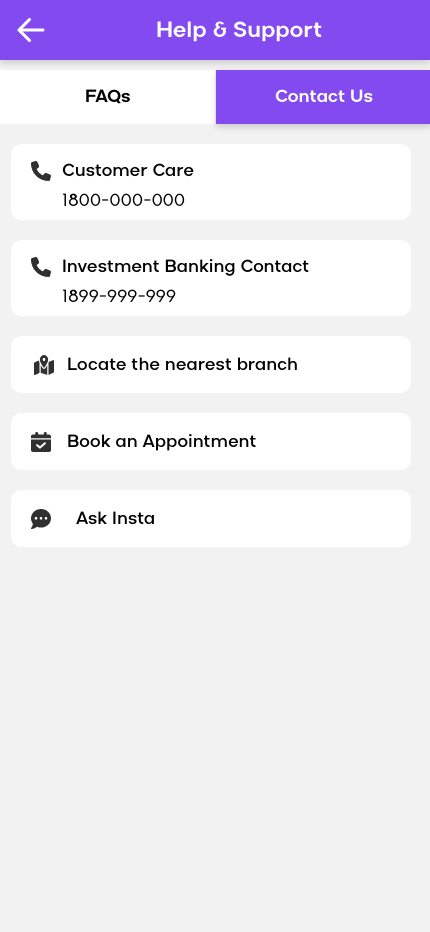 Help & Support
FAQs
Contact Us
Customer Care
1800-000-000
Investment Banking Contact
1899-999-999
Locate the nearest branch
Book an Appointment
Ask Insta